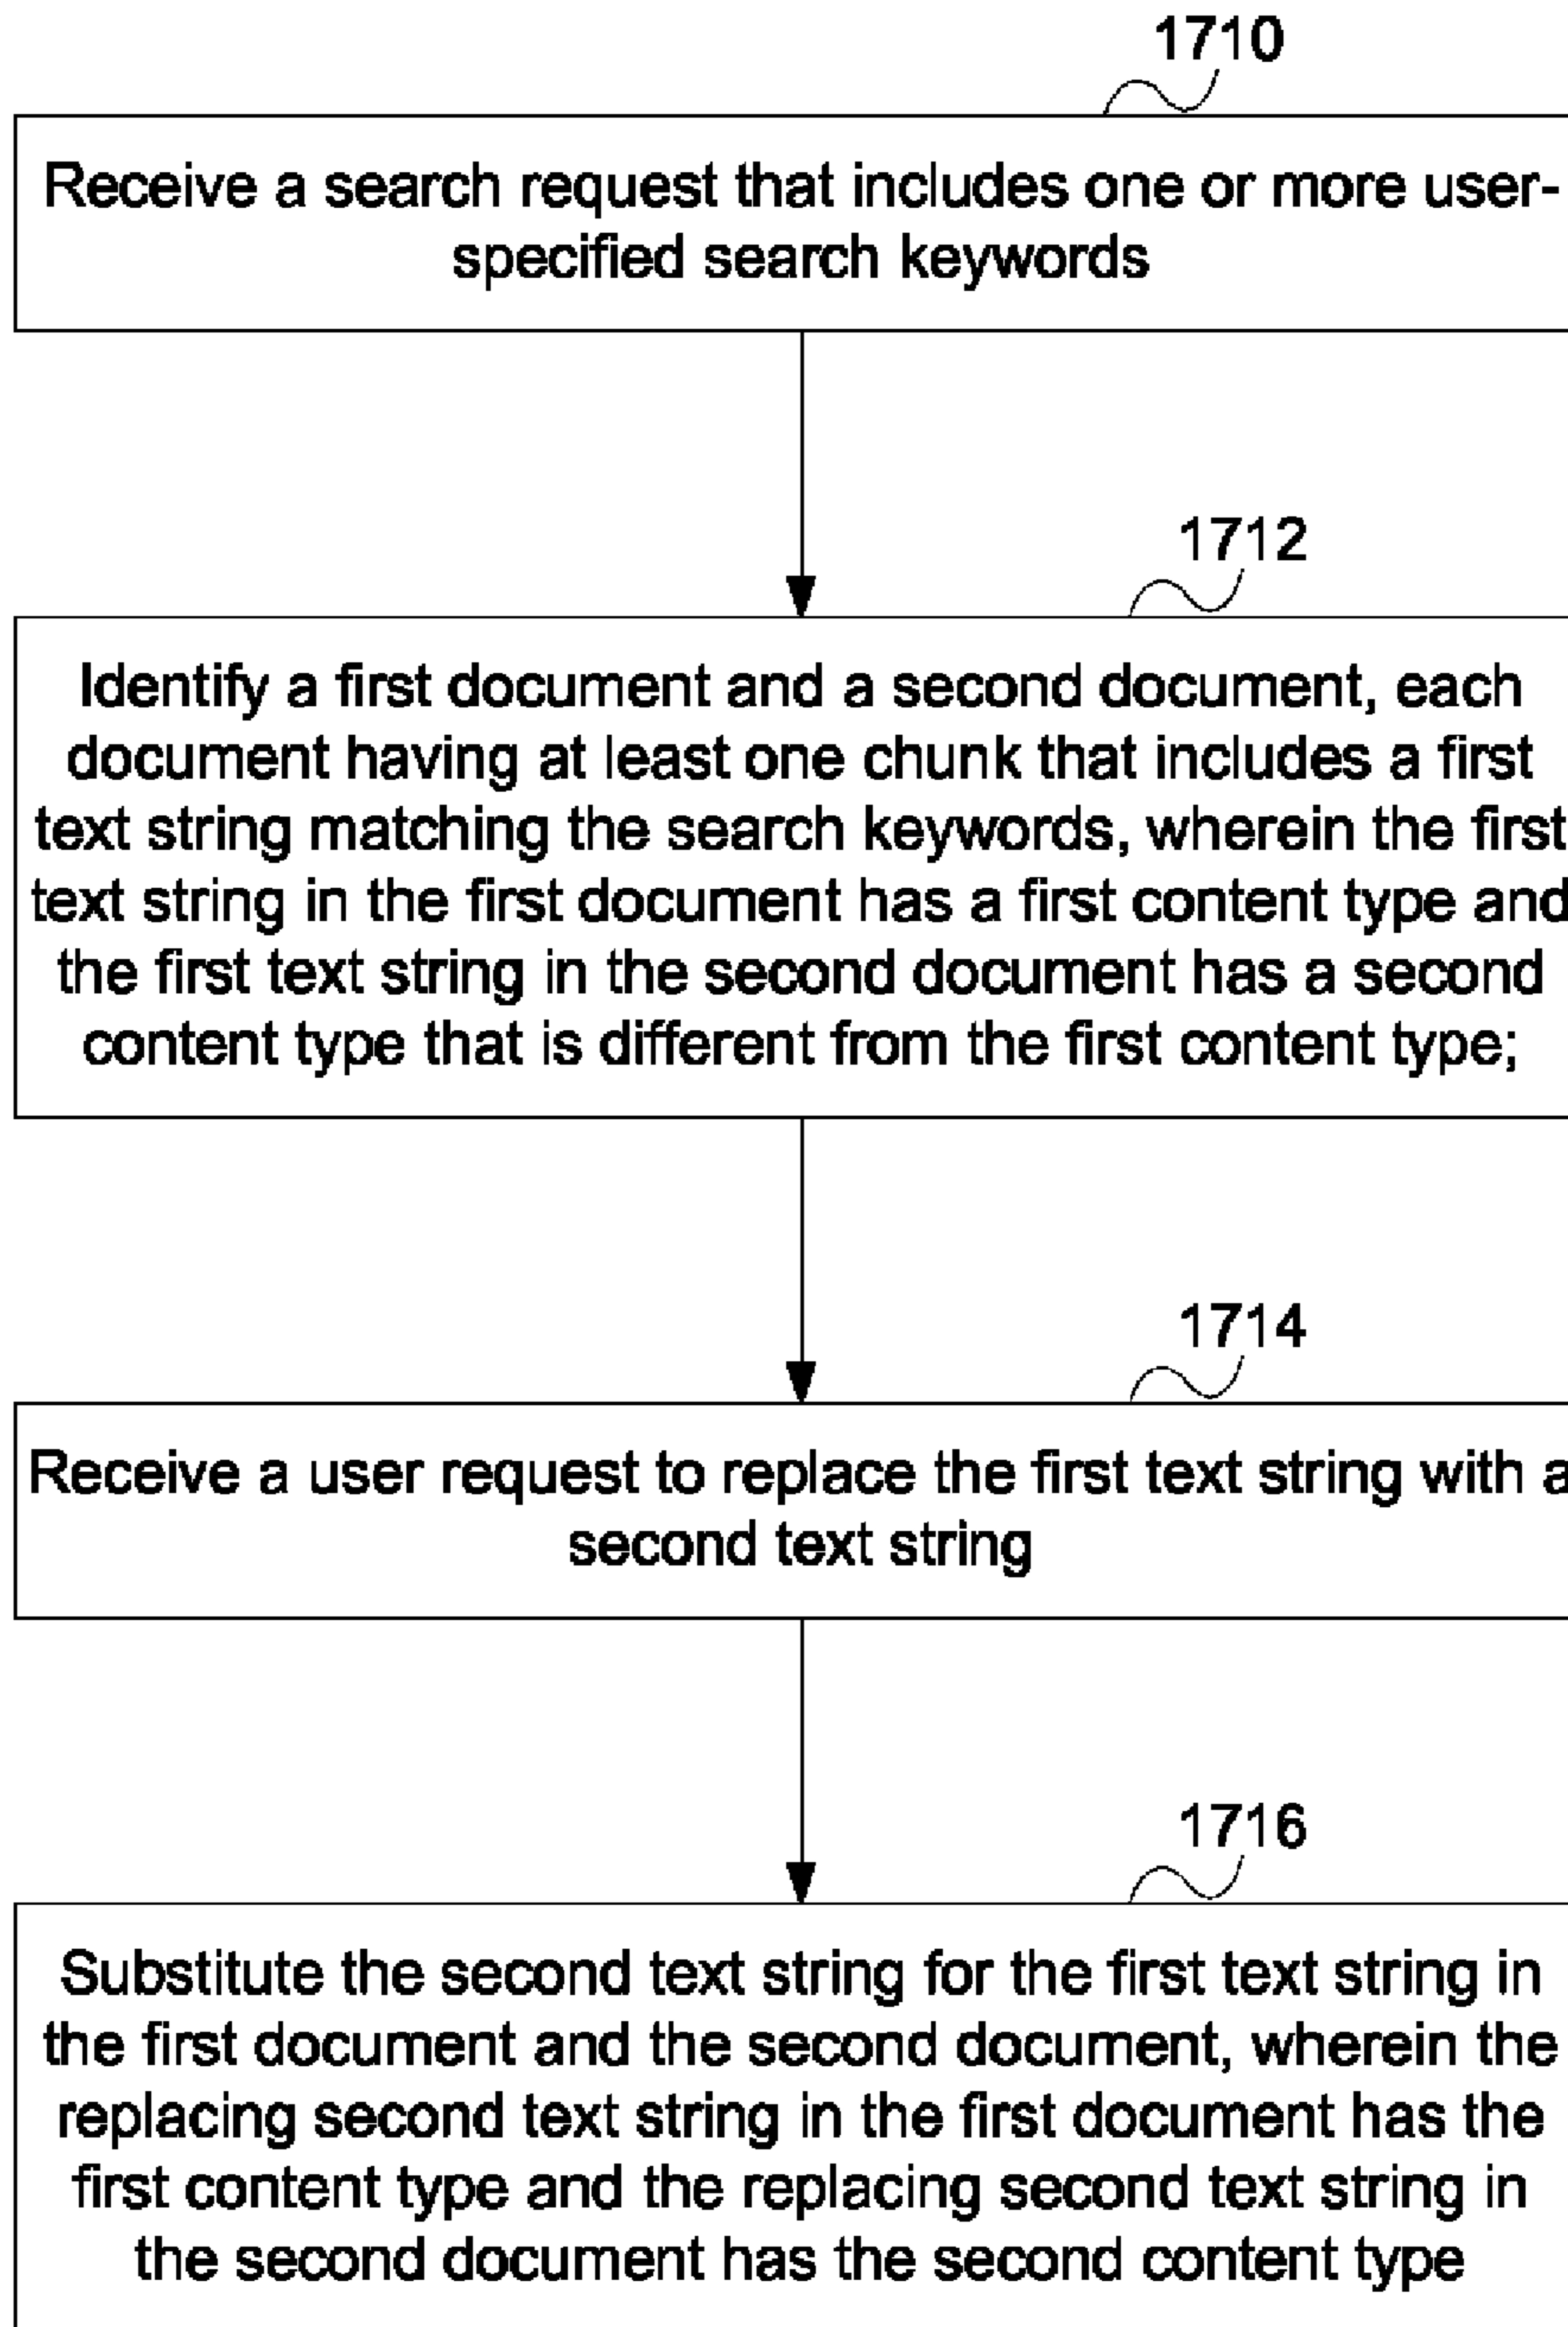 1710
Receive a search request that includes one or more user-
specified search keywords
1712
Identify a first document and a second document, each
document having at least one chunk that includes a first
text string matching the search keywords, wherein the first
text string in the first document has a first content type and
the first text string in the second document has a second
content type that is different from the first content type;
1714
Receive a user request to replace the first text string with a
second text string
1716
Substitute the second text string for the first text string in
the first document and the second document, wherein the
replacing second text string in the first document has the
first content type and the replacing second text string in
the second document has the second content type